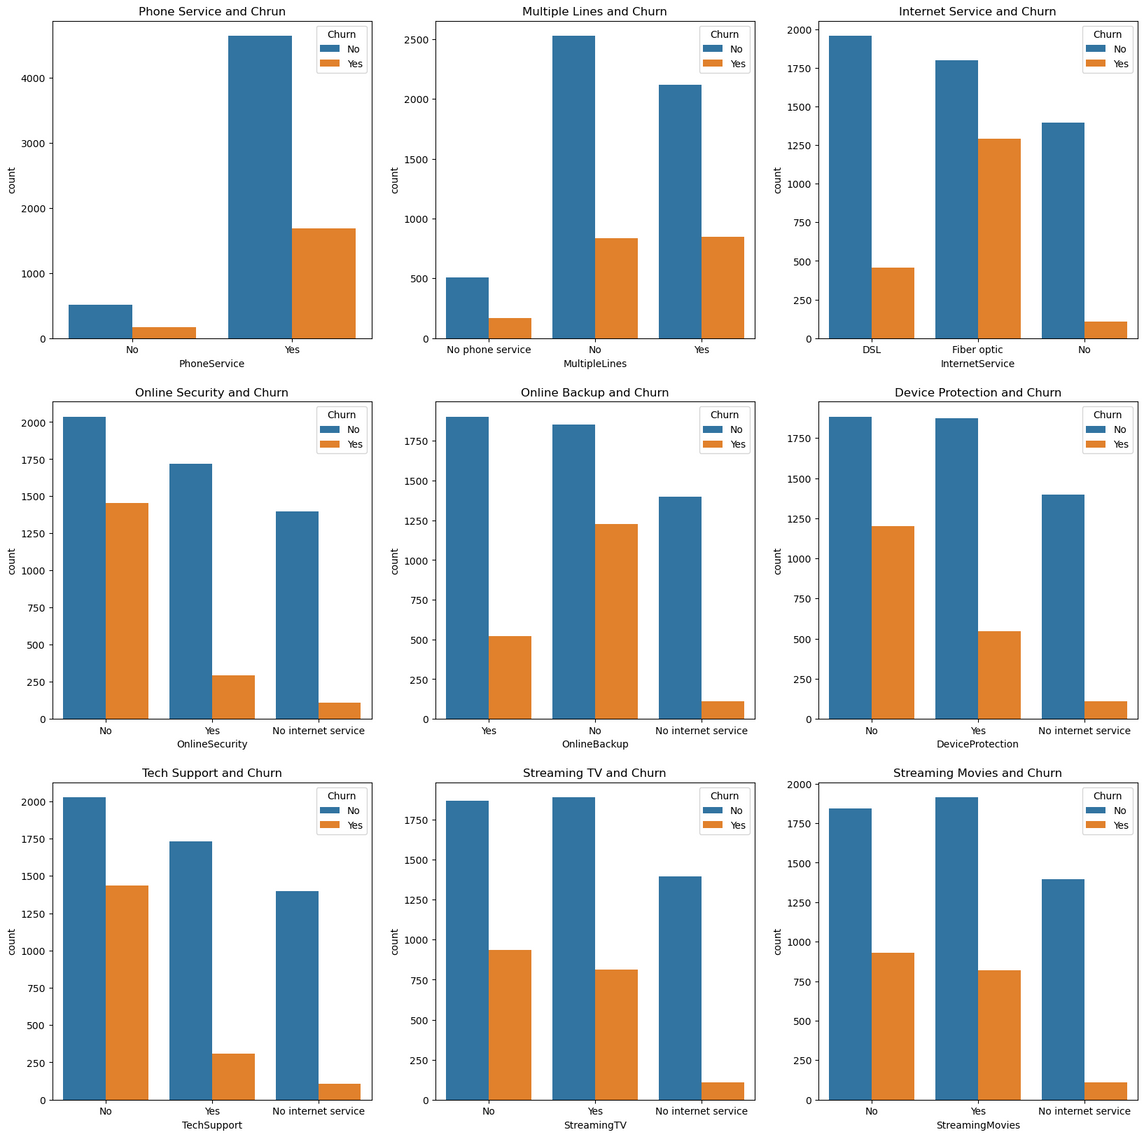 Phone Service and Chrun
Churn
No
Yes
4000
3000
2000
1000
0
count
No Yes
PhoneService
Multiple Lines and Churn
Churn
No
Yes
2500
2000
1500
1000
500
0
count
No phone service No Yes
MultipleLines
Internet Service and Churn
Churn
No
Yes
2000
1750
1500
1250
1000
750
500
250
0
count
DSL Fiber optic No
InternetService
Online Security and Churn
Churn
No
Yes
2000
1750
1500
1250
1000
750
500
250
0
count
No Yes No internet service
OnlineSecurity
Online Backup and Churn
Churn
No
Yes
1750
1500
1250
1000
750
500
250
0
count
Yes No No internet service
OnlineBackup
Device Protection and Churn
Churn
No
Yes
1750
1500
1250
1000
750
500
250
0
count
No Yes No internet service
DeviceProtection
Tech Support and Churn
Churn
No
Yes
2000
1750
1500
1250
1000
750
500
250
0
count
No Yes No internet service
TechSupport
Streaming TV and Churn
Churn
No
Yes
1750
1500
1250
1000
750
500
250
0
count
No Yes No internet service
StreamingTV
Streaming Movies and Churn
Churn
No
Yes
2000
1750
1500
1250
1000
750
500
250
0
count
No Yes No internet service
StreamingMovies